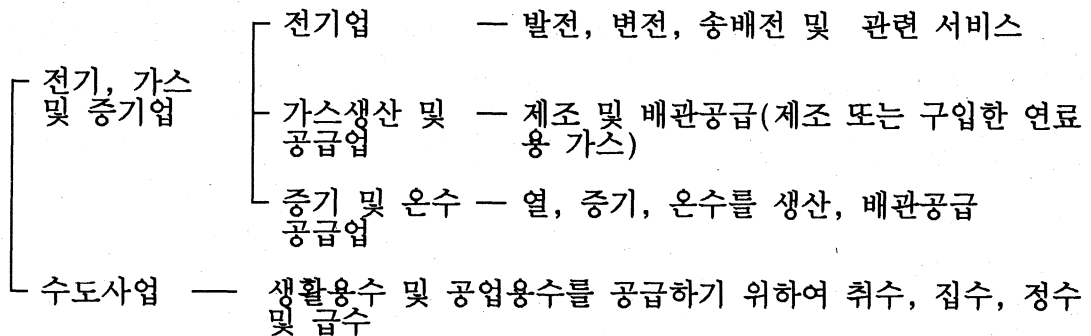 전기업 — 발전, 변전, 송배전 및 관련 서비스
전기, 가스
및 증기업
가스생산 및 — 제조 및 배관공급(제조 또는 구입한 연료
공급업 용 가스)
증기 및 온수 — 열, 증기, 온수를 생산, 배관공급
공급업
수도사업 — 생활용수 및 공업용수를 공급하기 위하여 취수, 집수, 정수
및 급수